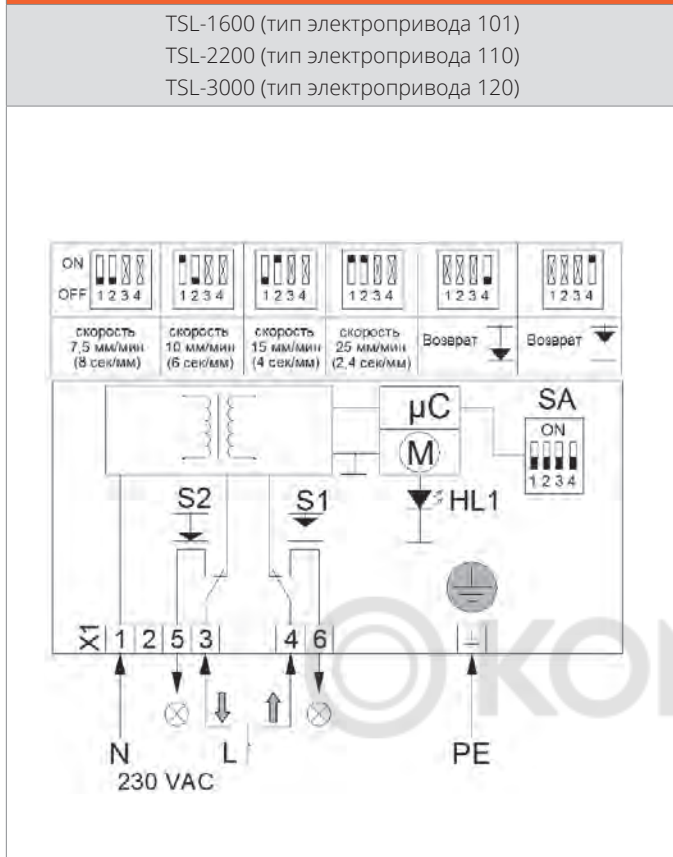 TSL-1600 (тип электропривода 101)
TSL-2200 (тип электропривода 110)
TSL-3000 (тип электропривода 120)
ON
OFF
1 2 3 4
1 2 3 4
1 2 3 4
1 2 3 4
1 2 3 4
1 2 3 4
скорость
7,5 мм/мин
(8 сек/мм)
скорость
10 мм/мин
(6 сек/мм)
скорость
15 мм/мин
(4 сек/мм)
скорость
25 мм/мин
(2,4 сек/мм)
Возврат
Возврат
µC
M
HL1
SA
ON
1 2 3 4
S2
S1
X1 1 2 5 3 4 6
N
L
PE
230 VAC
KO